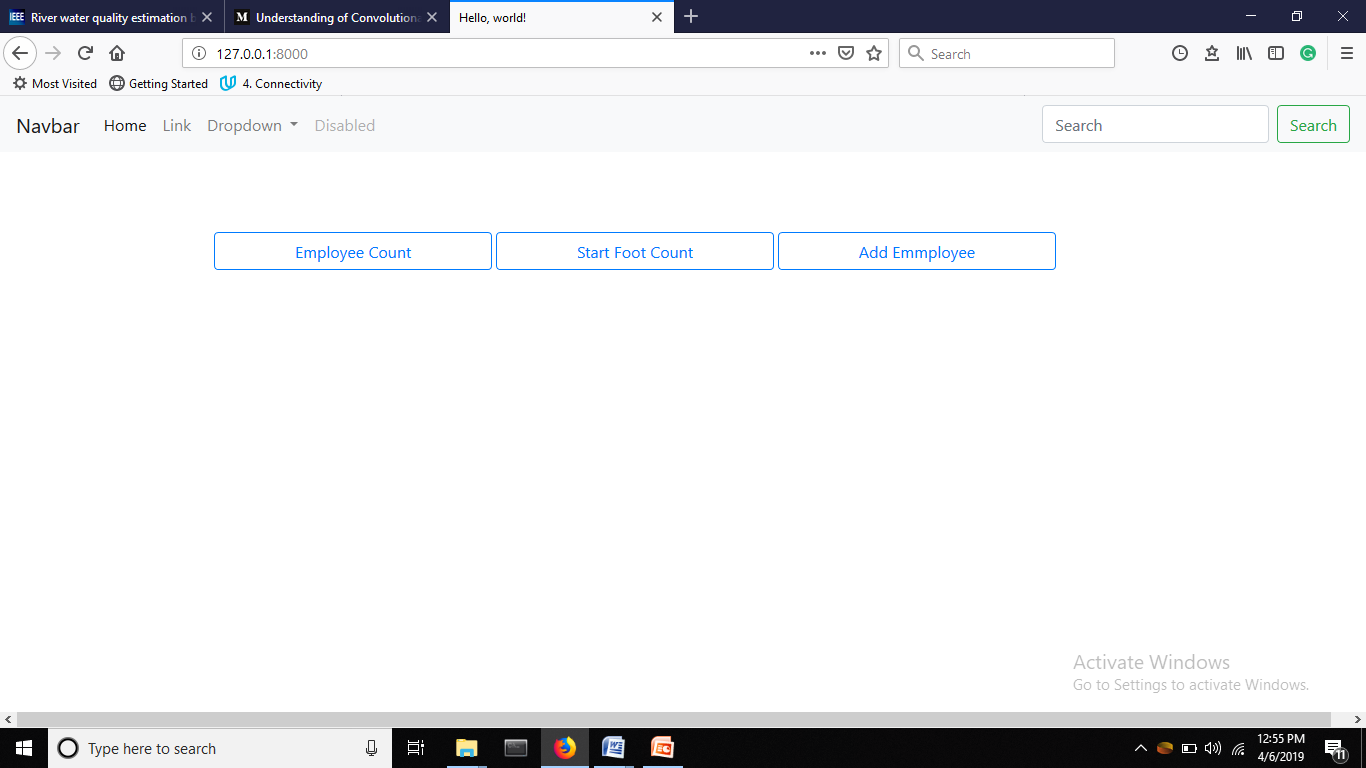 IEEE River water quality estimation b
M Understanding of Convolutiona
Hello, world!
127.0.0.1:8000
Search
Most Visited Getting Started 4. Connectivity
Navbar Home Link Dropdown Disabled Search Search
Employee Count Start Foot Count Add Emmployee
Activate Windows
Go to Settings to activate Windows.
Type here to search
12:55 PM
4/6/2019
11